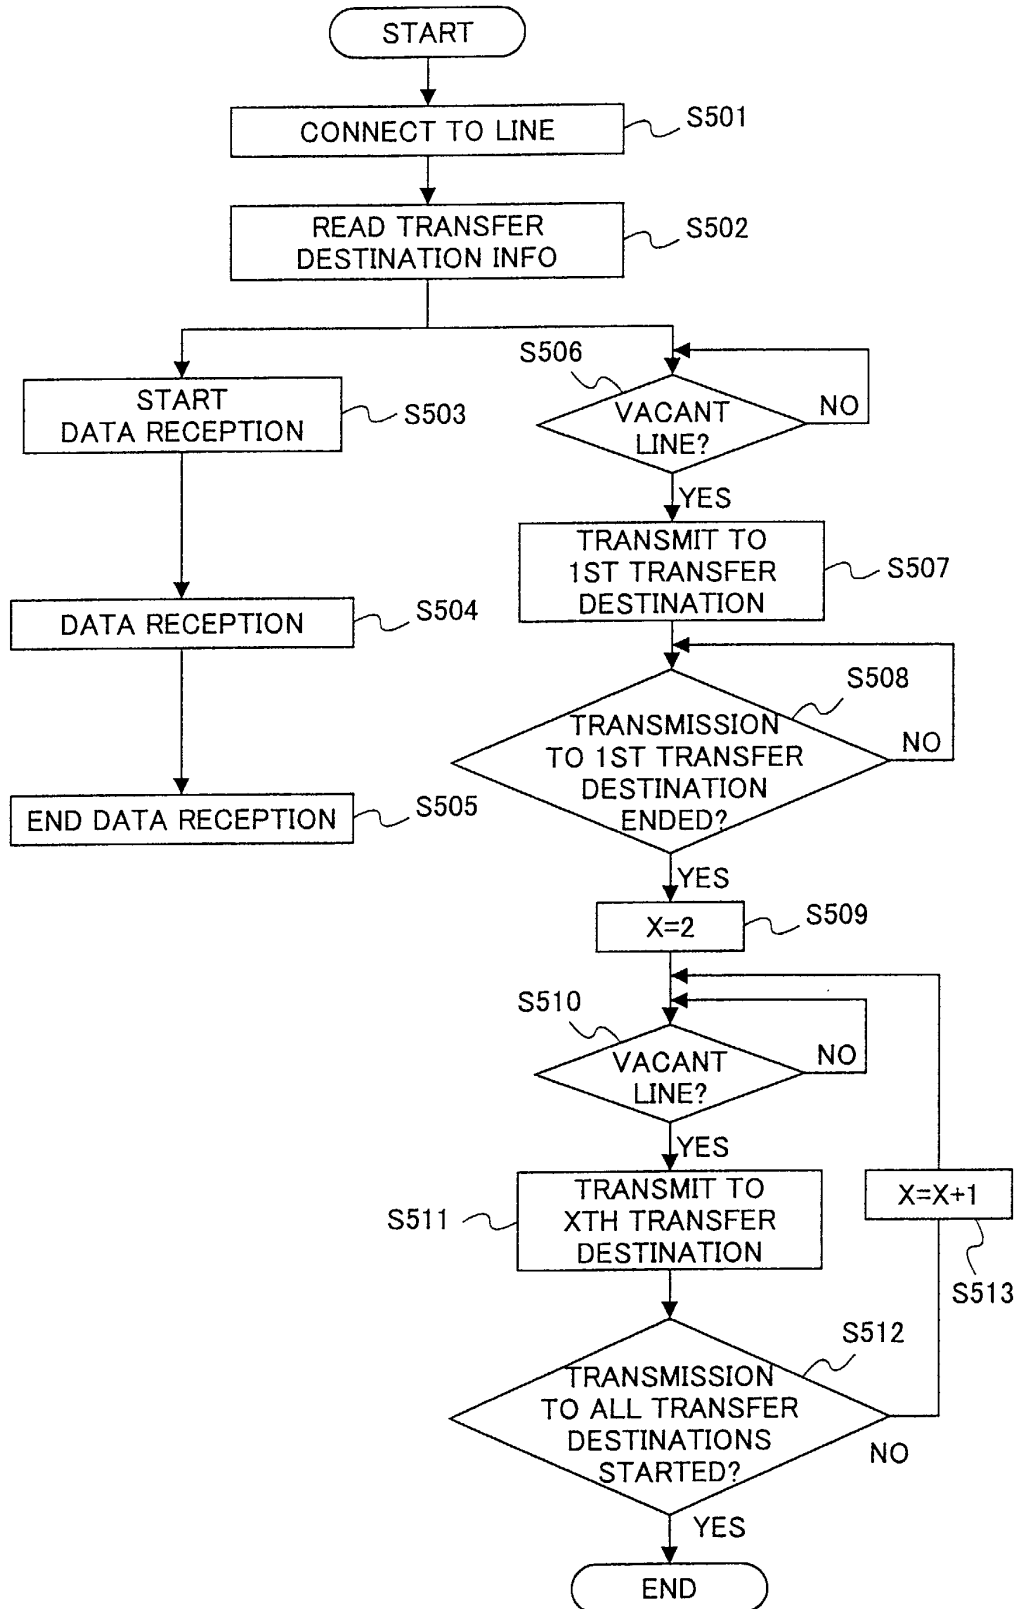 START
CONNECT TO LINE
S501
READ TRANSFER
DESTINATION INFO
S502
START
DATA RECEPTION
S503
DATA RECEPTION
S504
END DATA RECEPTION
S505
S506
VACANT
LINE?
NO
YES
TRANSMIT TO
1ST TRANSFER
DESTINATION
S507
S508
TRANSMISSION
TO 1ST TRANSFER
DESTINATION
ENDED?
NO
YES
X=2
S509
S510
VACANT
LINE?
NO
YES
S511
TRANSMIT TO
XTH TRANSFER
DESTINATION
X=X+1
S513
S512
TRANSMISSION
TO ALL TRANSFER
DESTINATIONS
STARTED?
NO
YES
END